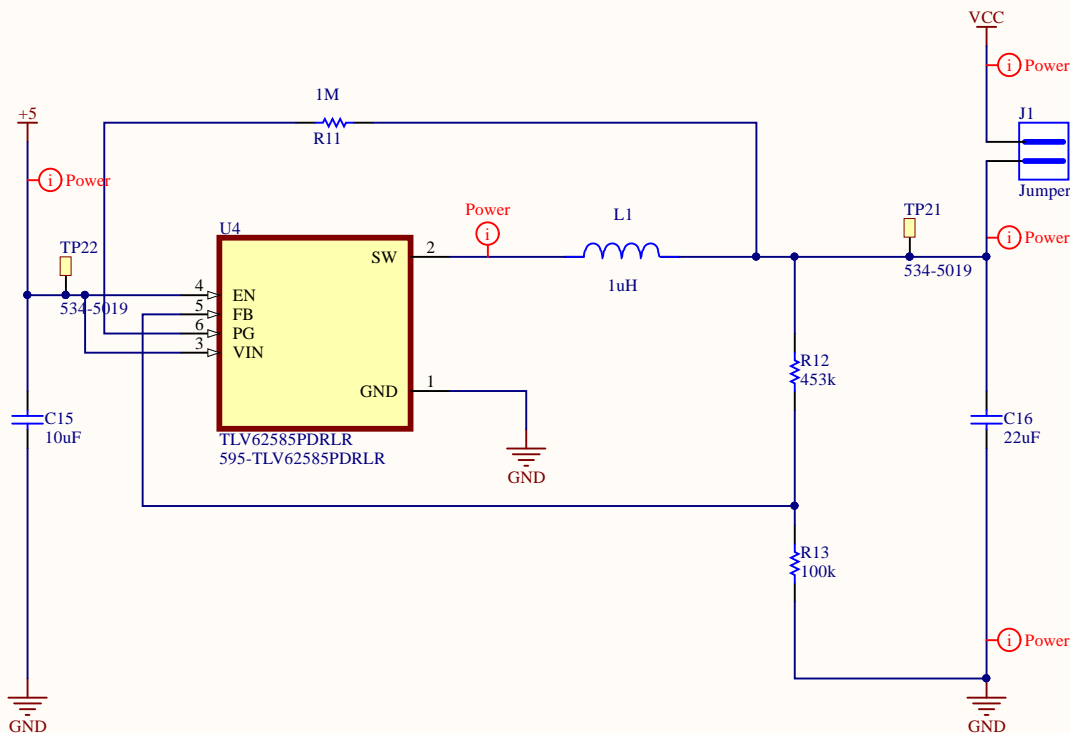 VCC
i Power
1M
+5
R11
J1
i Power
Jumper
Power
i
L1
TP21
i Power
U4
TP22
SW
2
1uH
534-5019
534-5019
4
EN
5
FB
6
PG
3
VIN
R12
453k
GND
1
C15
10uF
C16
22uF
TLV62585PDRLR
595-TLV62585PDRLR
GND
R13
100k
i Power
GND
GND